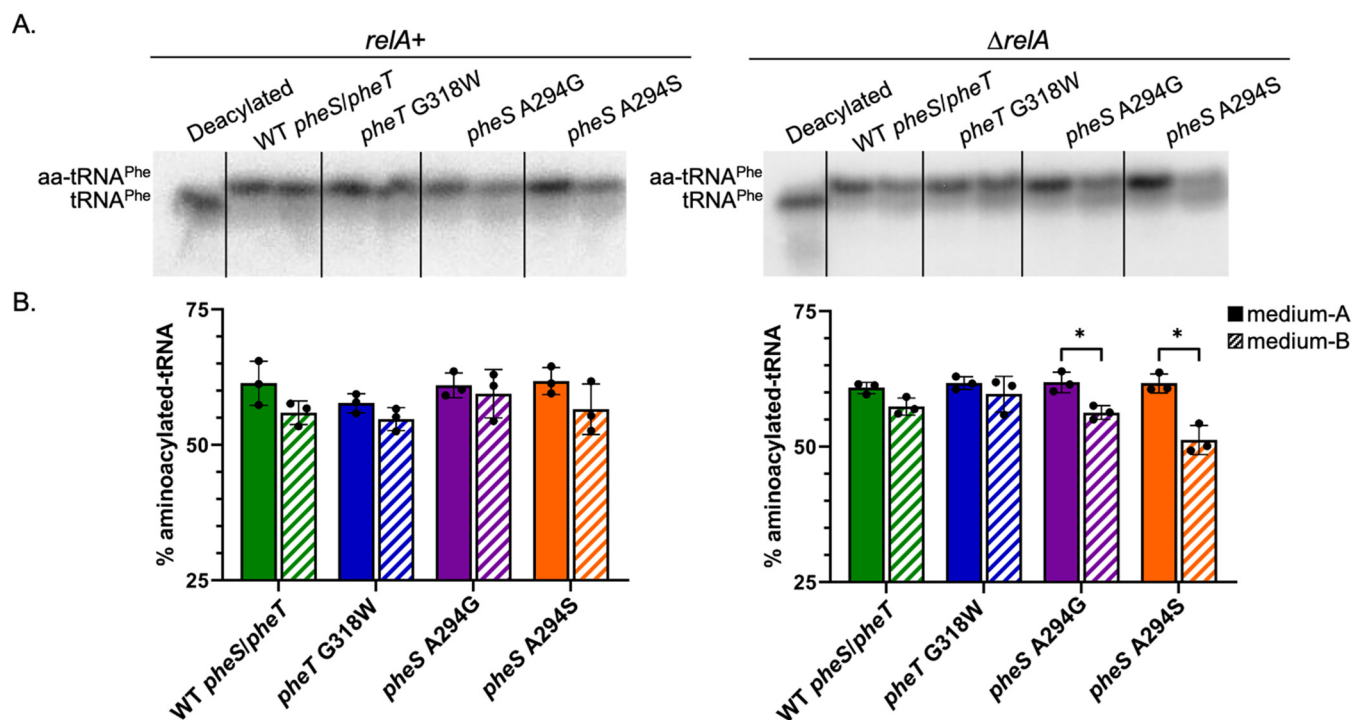 A.
relA+
ΔrelA
Deacylated
WT pheS/pheT
pheT G318W
pheS A294G
pheS A294S
Deacylated
WT pheS/pheT
pheT G318W
pheS A294G
pheS A294S
aa-tRNAPhe
tRNAPhe
aa-tRNAPhe
tRNAPhe
B.
% aminoacylated-tRNA
75
50
25
WT pheS/pheT
pheT G318W
pheS A294G
pheS A294S
% aminoacylated-tRNA
75
50
25
*
*
medium-A
medium-B
WT pheS/pheT
pheT G318W
pheS A294G
pheS A294S